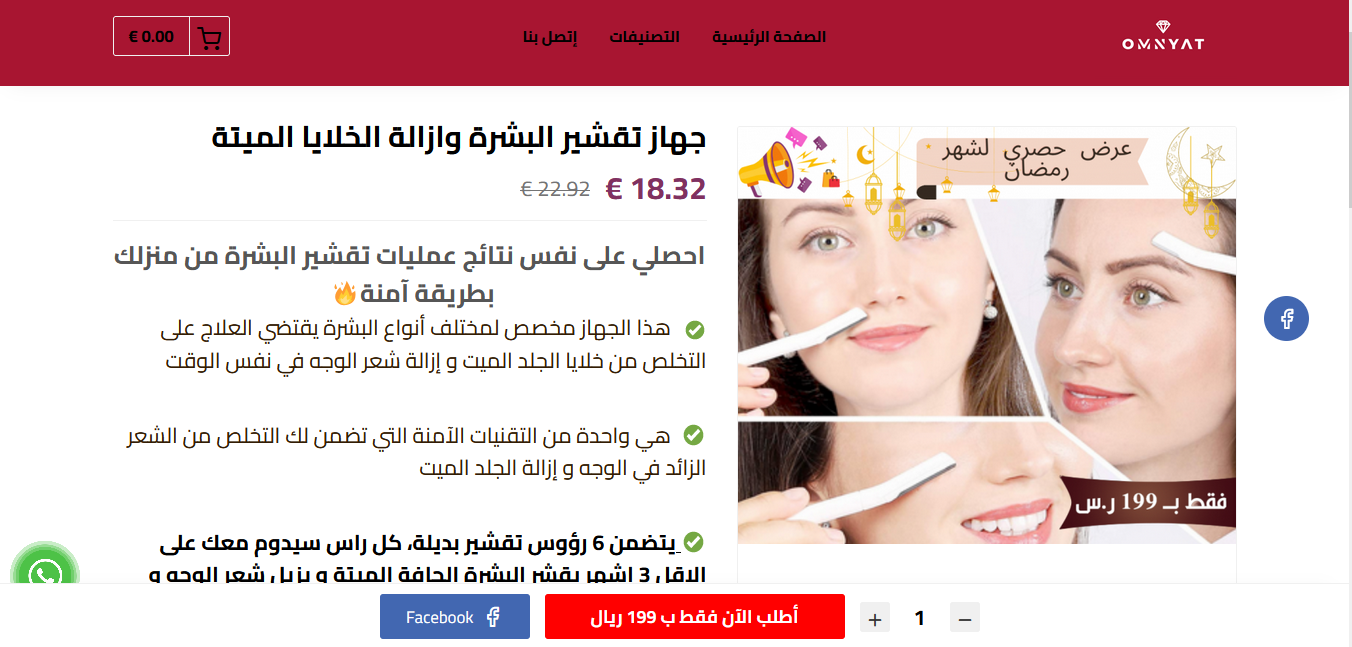 OMNYAT
الصفحة الرئيسية
التصنيفات
إتصل بنا
€ 0.00
عرض حصري لشهر
رمضان
فقط بـ 199 ر.س
جهاز تقشير البشرة وازالة الخلايا الميتة
€ 18.32 € 22.92
احصلي على نفس نتائج عمليات تقشير البشرة من منزلك
بطريقة آمنة🔥
✅ هذا الجهاز مخصص لمختلف أنواع البشرة يقتضي العلاج على
التخلص من خلايا الجلد الميت و إزالة شعر الوجه في نفس الوقت
✅ هي واحدة من التقنيات الآمنة التي تضمن لك التخلص من الشعر
الزائد في الوجه و إزالة الجلد الميت
✅ يتضمن 6 رؤوس تقشير بديلة، كل راس سيدوم معك على
الاقل 3 اشهر يقشر البشرة الجافة الميتة و يزيل شعر الوجه و
− 1 +
أطلب الآن فقط ب 199 ريال
Facebook